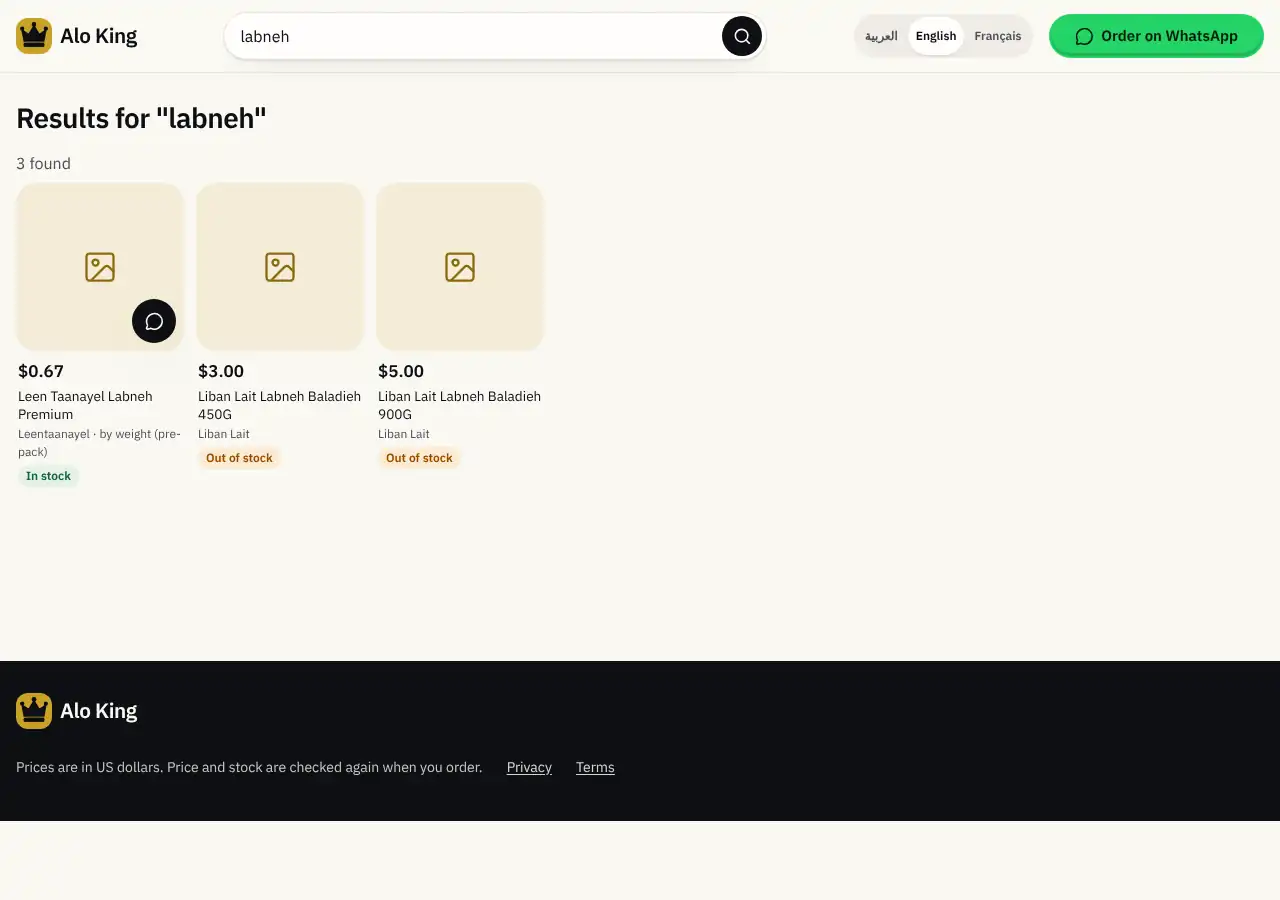 Alo King
labneh
العربية
English
Français
Order on WhatsApp
Results for "labneh"
3 found
$0.67
Leen Taanayel Labneh
Premium
Leentaanayel · by weight (pre-
pack)
In stock
$3.00
Liban Lait Labneh Baladieh
450G
Liban Lait
Out of stock
$5.00
Liban Lait Labneh Baladieh
900G
Liban Lait
Out of stock
Alo King
Prices are in US dollars. Price and stock are checked again when you order.
Privacy
Terms